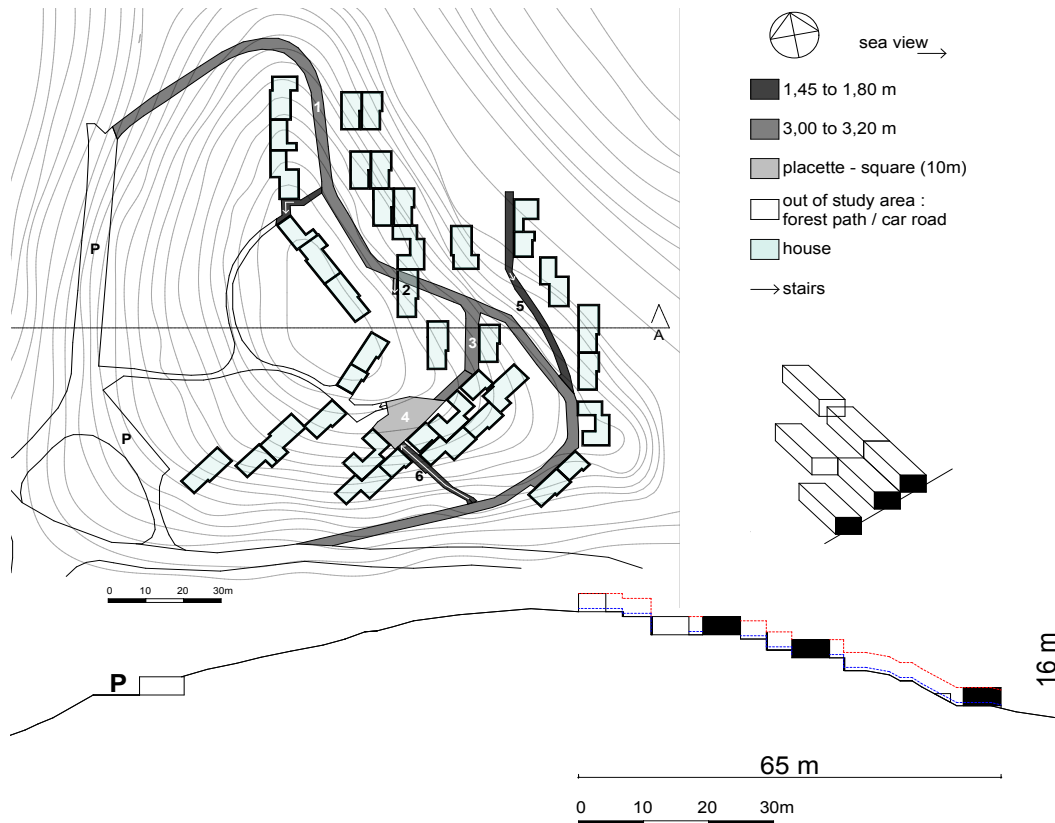 sea view
1,45 to 1,80 m
3,00 to 3,20 m
placette - square (10m)
out of study area :
forest path / car road
house
stairs
1
P
2
5
A
3
4
P
6
0 10 20 30m
P
16 m
65 m
0 10 20 30m